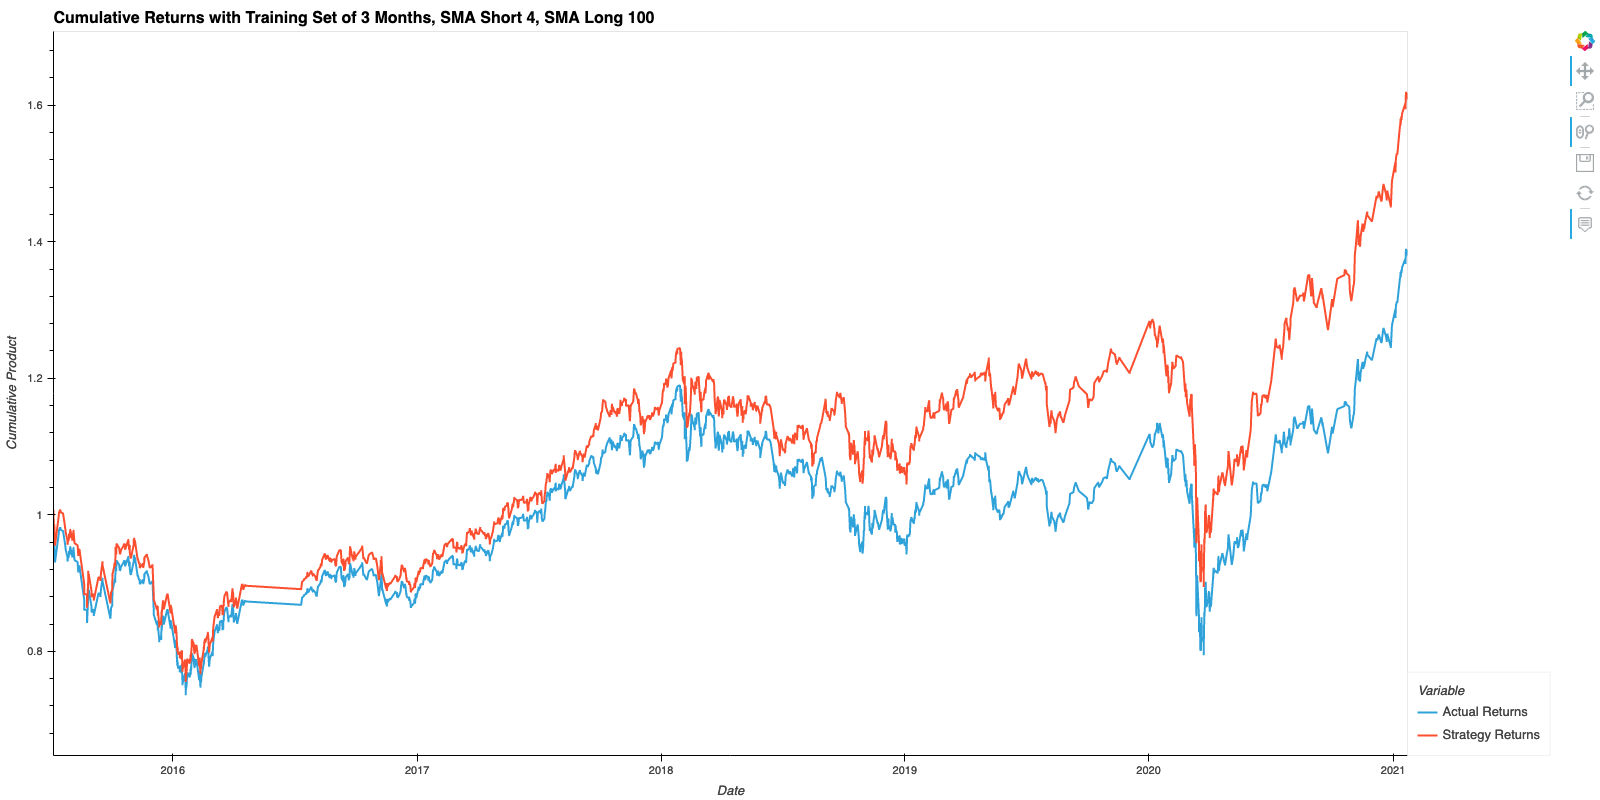 Cumulative Returns with Training Set of 3 Months, SMA Short 4, SMA Long 100
Cumulative Product
1.6
1.4
1.2
1
0.8
2016
2017
2018
2019
2020
2021
Date
Variable
Actual Returns
Strategy Returns